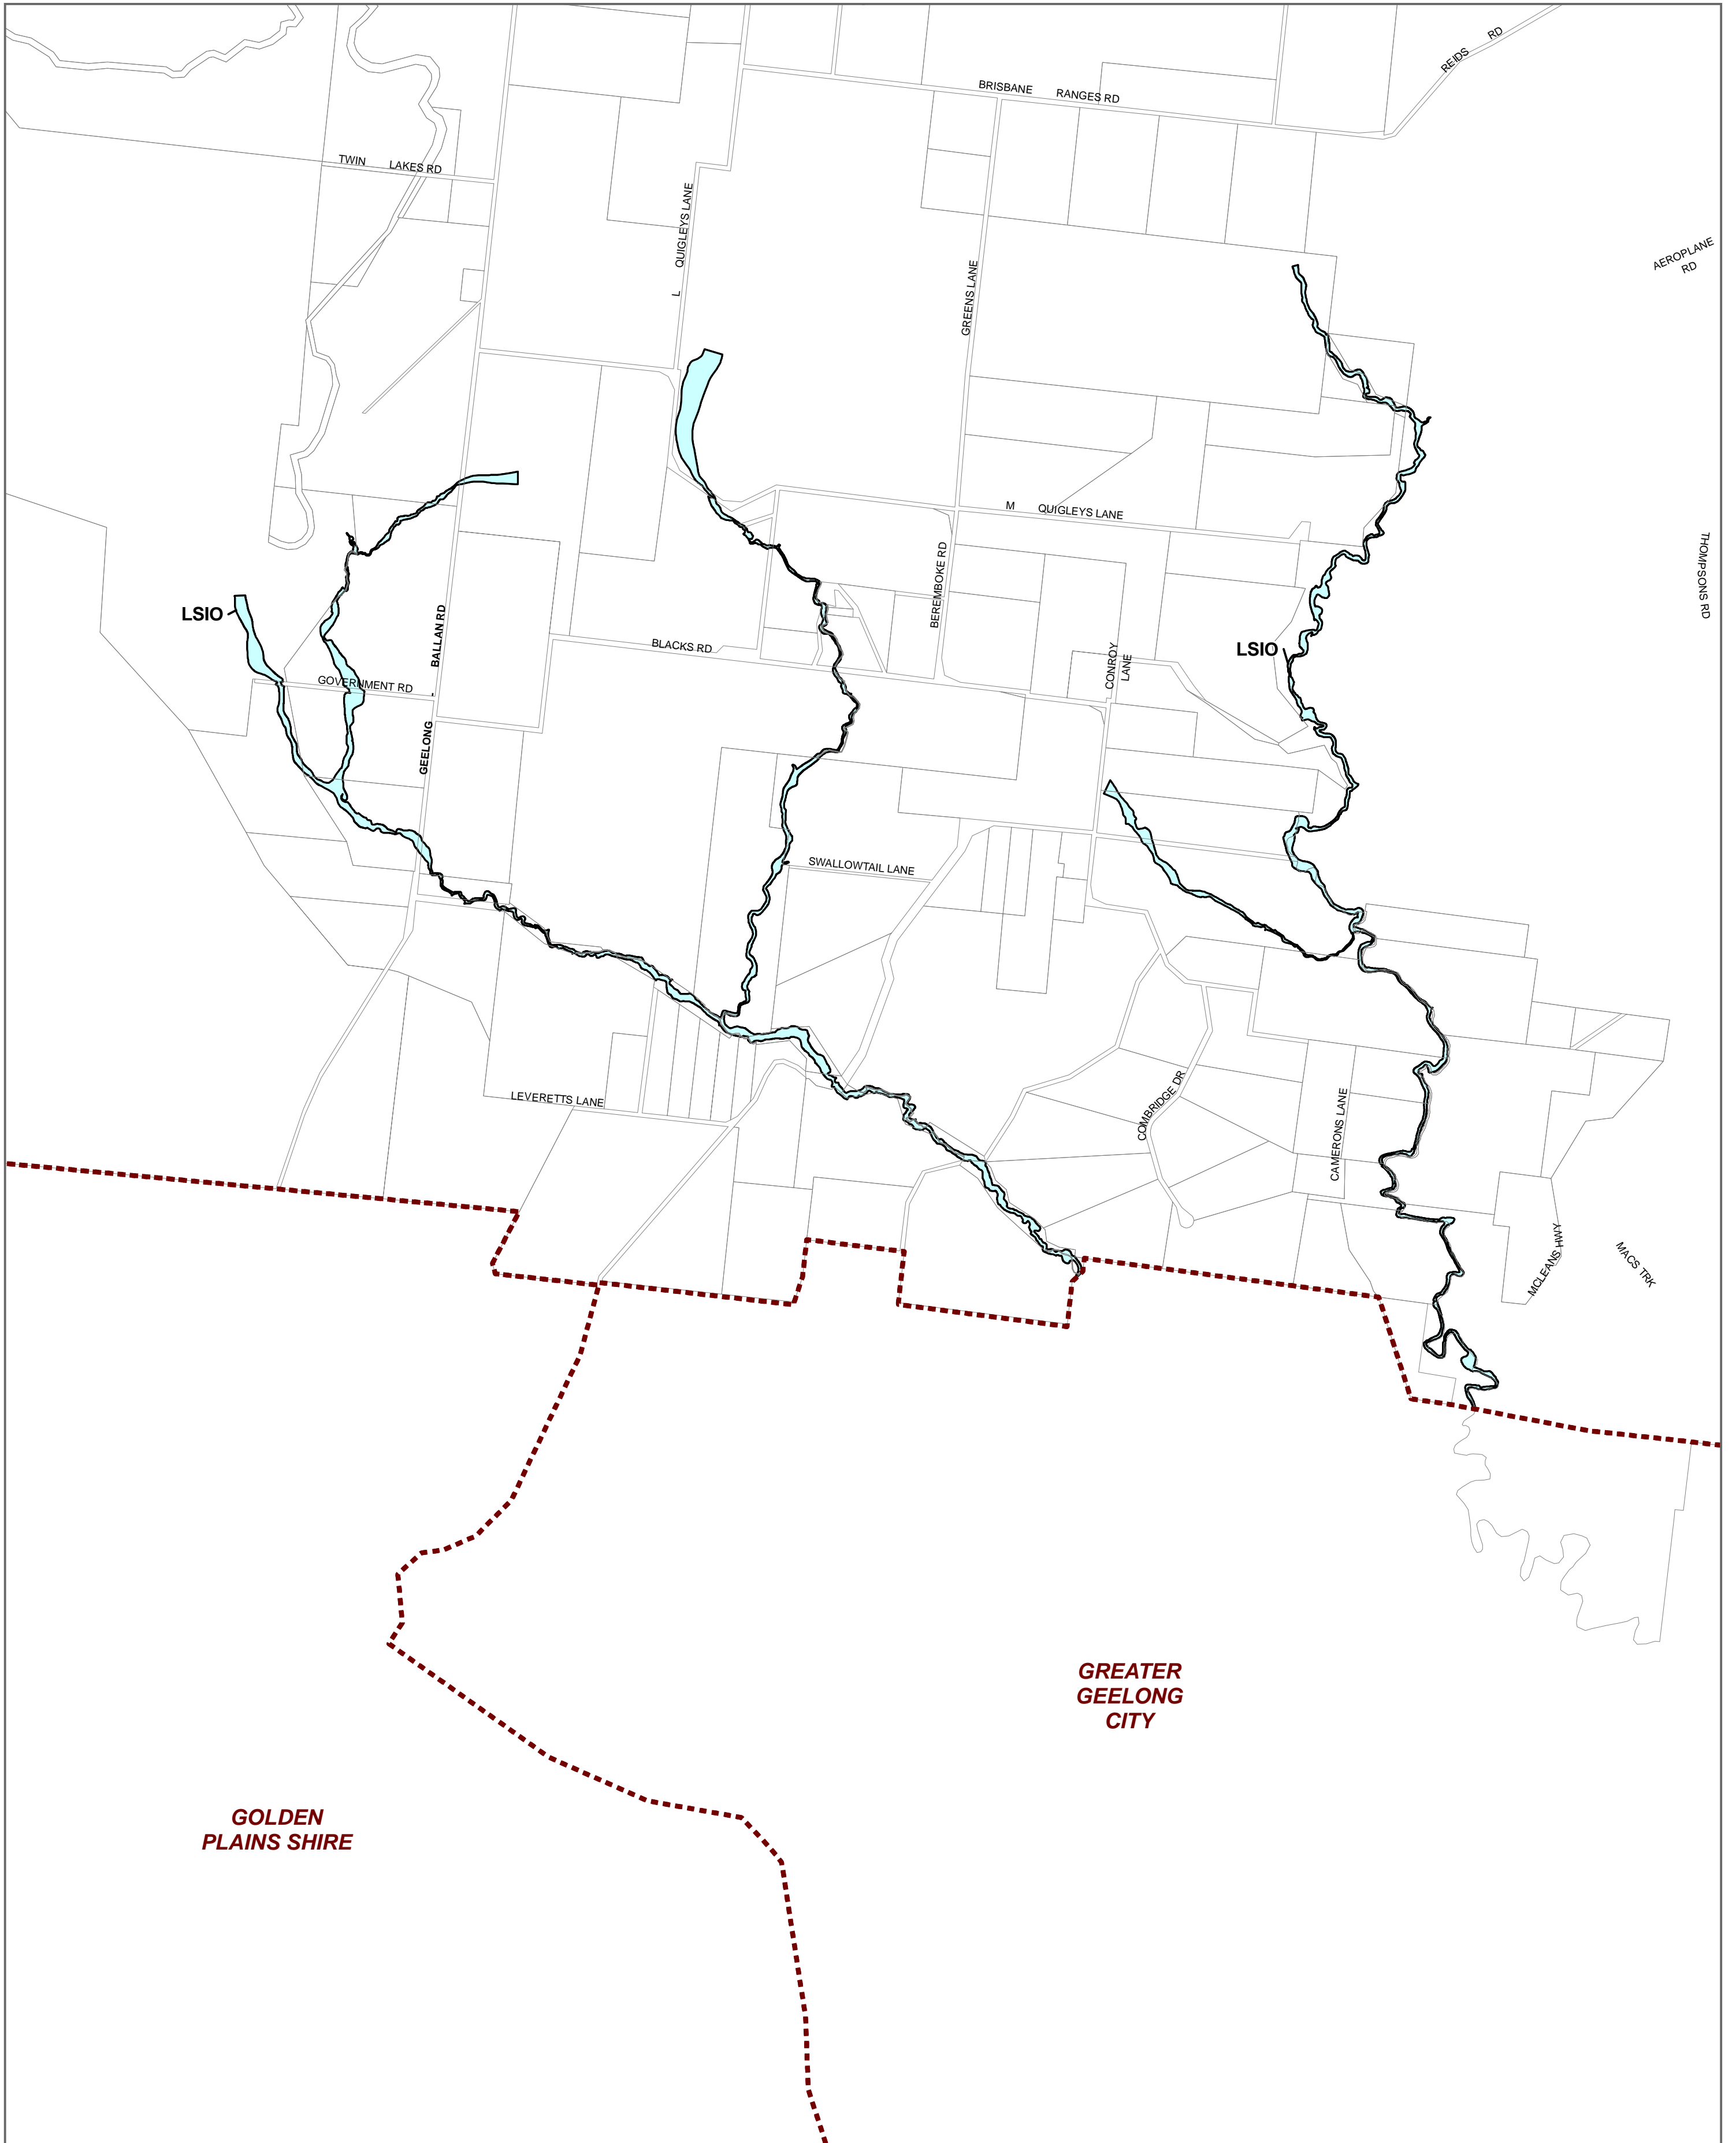 REIDS RD
BRISBANE RANGES RD
TWIN LAKES RD
L QUIGLEYS LANE
AEROPLANE
RD
GREENS LANE
M QUIGLEYS LANE
THOMPSONS RD
BEREMBOKE RD
LSIO
GEELONG - BALLAN RD
BLACKS RD
CONROY
LANE
LSIO
GOVERNMENT RD
SWALLOWTAIL LANE
LEVERETTS LANE
COMBRIDGE DR
CAMERONS LANE
MCLEANS HWY
MACS TRK
GREATER
GEELONG
CITY
GOLDEN
PLAINS SHIRE